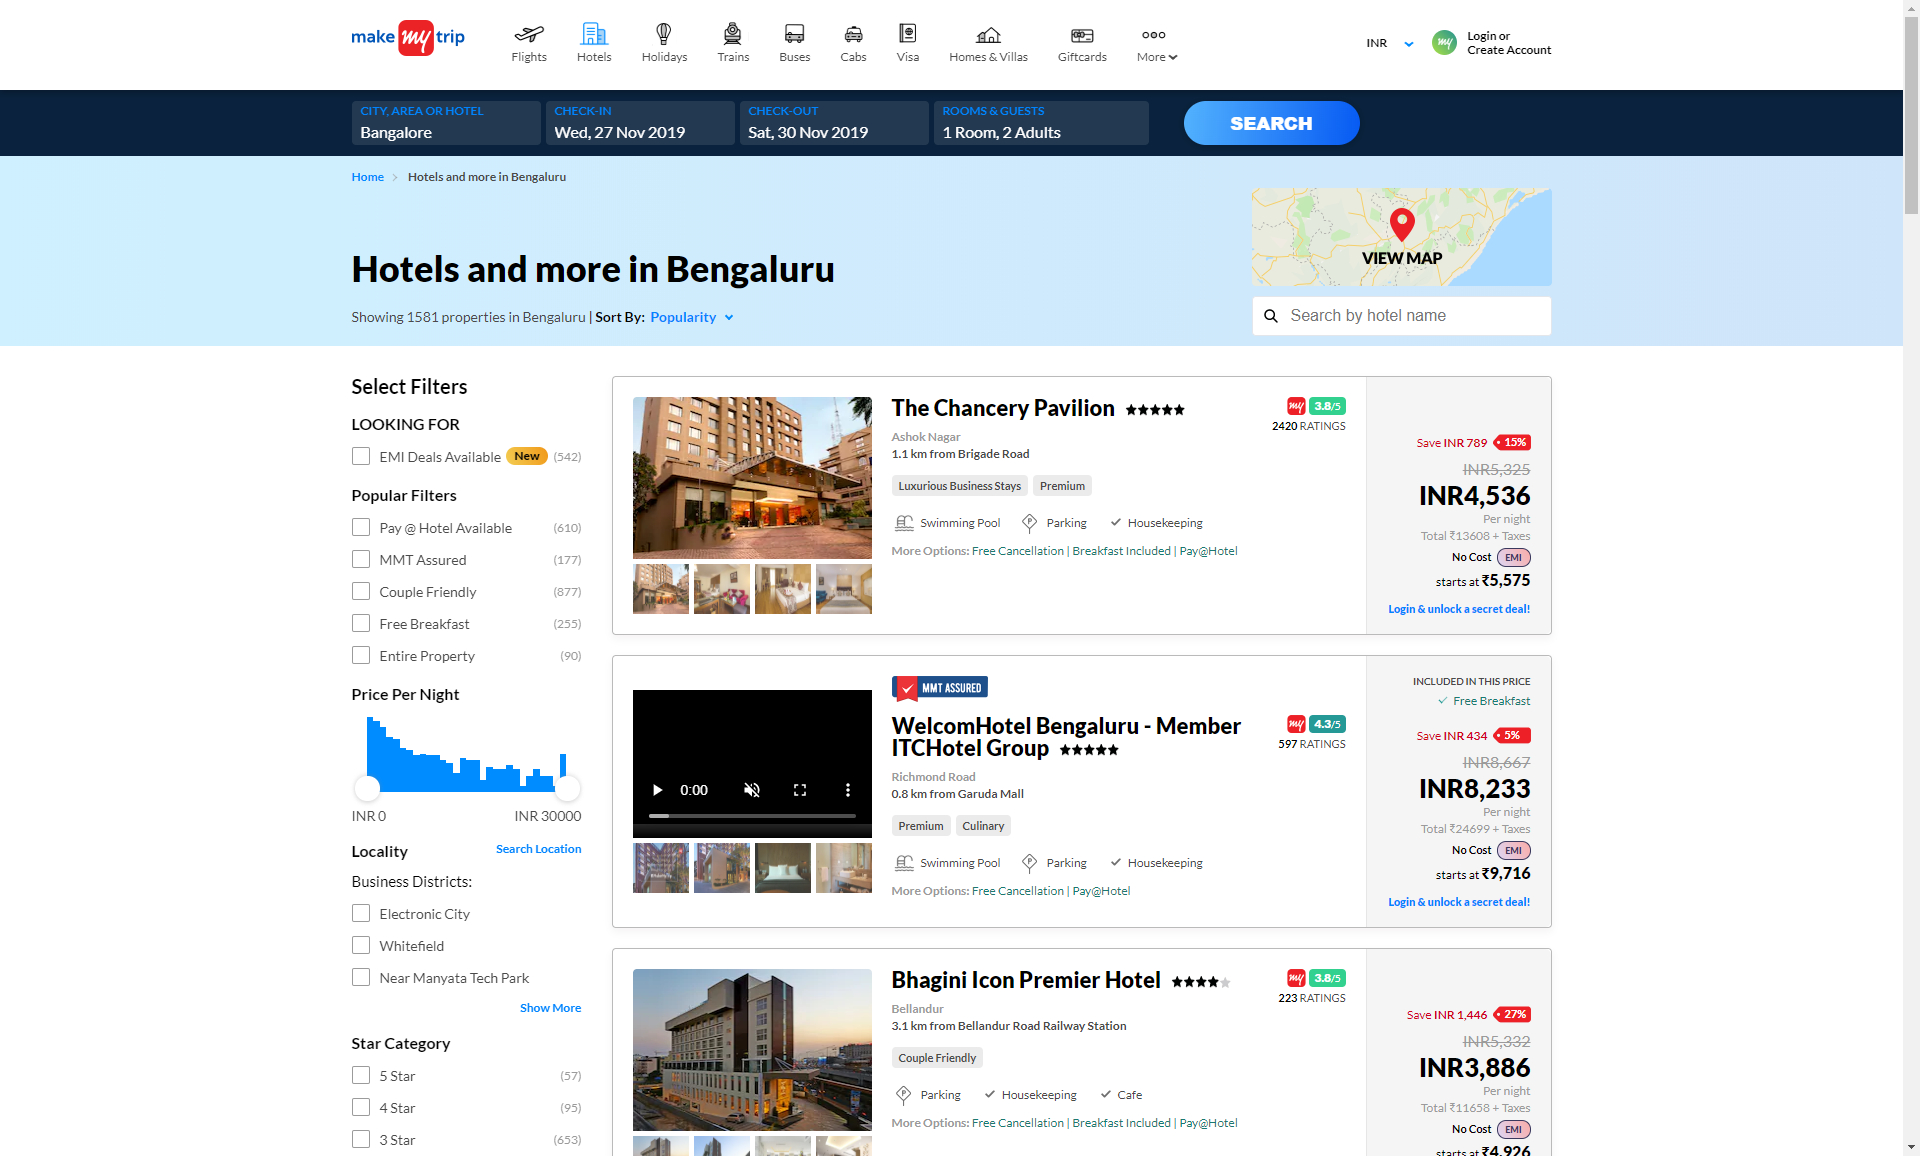 make my trip
Flights
Hotels
Holidays
Trains
Buses
Cabs
Visa
Homes & Villas
Giftcards
More
INR
my
Login or
Create Account
CITY, AREA OR HOTEL
Bangalore
CHECK-IN
Wed, 27 Nov 2019
CHECK-OUT
Sat, 30 Nov 2019
ROOMS & GUESTS
1 Room, 2 Adults
SEARCH
Home
Hotels and more in Bengaluru
VIEW MAP
Hotels and more in Bengaluru
Showing 1581 properties in Bengaluru | Sort By: Popularity
Search by hotel name
Select Filters
LOOKING FOR
EMI Deals Available New (542)
Popular Filters
Pay @ Hotel Available (610)
MMT Assured (177)
Couple Friendly (877)
Free Breakfast (255)
Entire Property (90)
Price Per Night
INR 0 INR 30000
Locality Search Location
Business Districts:
Electronic City
Whitefield
Near Manyata Tech Park
Show More
Star Category
5 Star (57)
4 Star (95)
3 Star (653)
The Chancery Pavilion
my 3.8/5
2420 RATINGS
Ashok Nagar
1.1 km from Brigade Road
Luxurious Business Stays Premium
Swimming Pool Parking Housekeeping
More Options: Free Cancellation | Breakfast Included | Pay@Hotel
Save INR 789 15%
INR5,325
INR4,536
Per night
Total ₹13608 + Taxes
No Cost EMI
starts at ₹5,575
Login & unlock a secret deal!
0:00
MMT ASSURED
WelcomHotel Bengaluru - Member
ITCHotel Group
my 4.3/5
597 RATINGS
Richmond Road
0.8 km from Garuda Mall
Premium Culinary
Swimming Pool Parking Housekeeping
More Options: Free Cancellation | Pay@Hotel
INCLUDED IN THIS PRICE
Free Breakfast
Save INR 434 5%
INR8,667
INR8,233
Per night
Total ₹24699 + Taxes
No Cost EMI
starts at ₹9,716
Login & unlock a secret deal!
Bhagini Icon Premier Hotel
my 3.8/5
223 RATINGS
Bellandur
3.1 km from Bellandur Road Railway Station
Couple Friendly
Parking Housekeeping Cafe
More Options: Free Cancellation | Breakfast Included | Pay@Hotel
Save INR 1,446 27%
INR5,332
INR3,886
Per night
Total ₹11658 + Taxes
No Cost EMI
starts at ₹4,926